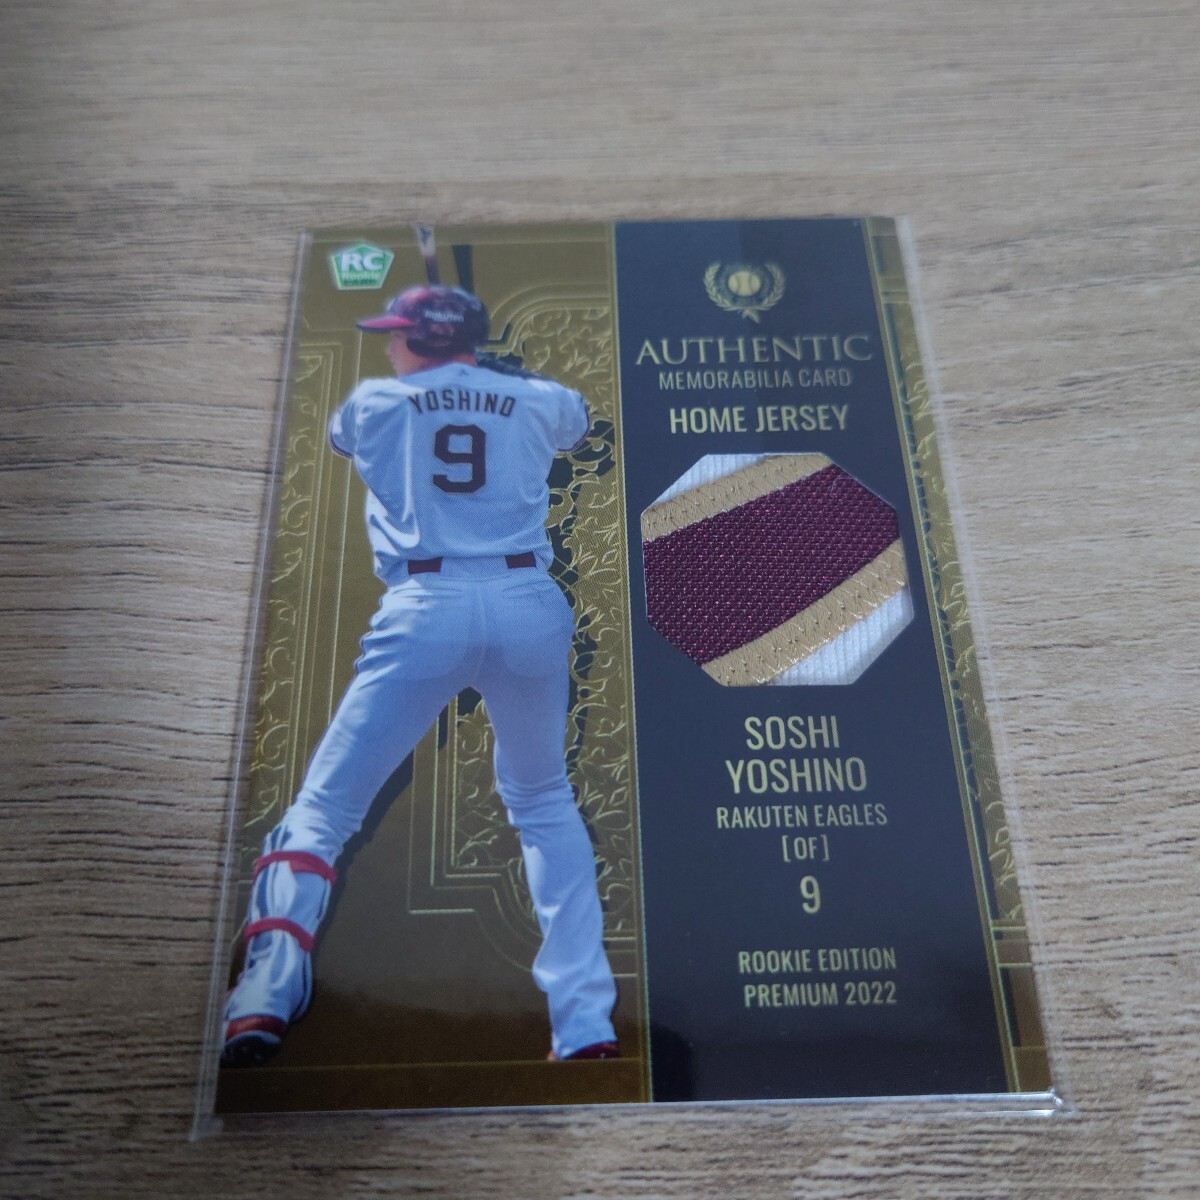 RC
Rookie
CARD
Rakuten
YOSHINO
9
AUTHENTIC
MEMORABILIA CARD
HOME JERSEY
SOSHI
YOSHINO
RAKUTEN EAGLES
[OF]
9
ROOKIE EDITION
PREMIUM 2022